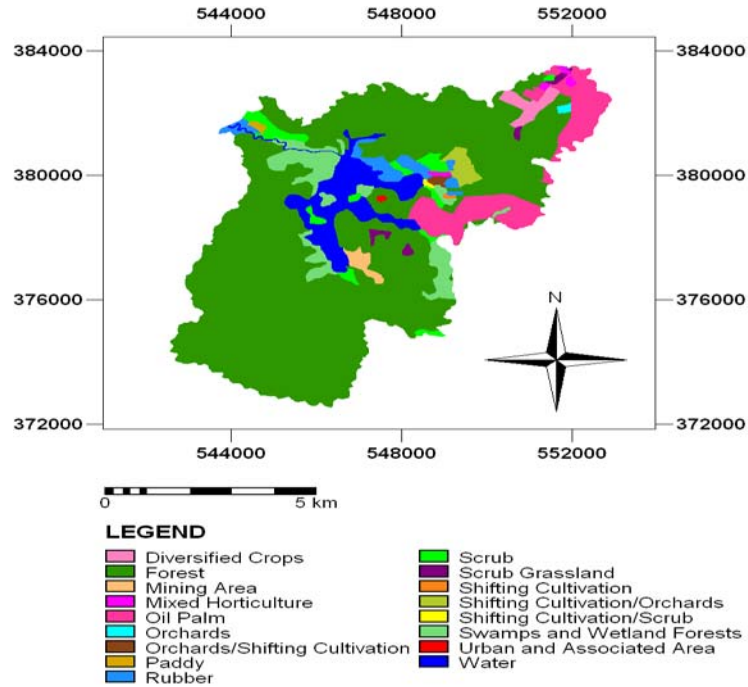 544000 548000 552000
384000 384000
380000 380000
376000 376000
N
372000 372000
544000 548000 552000
0 5 km
LEGEND
Diversified Crops
Forest
Mining Area
Mixed Horticulture
Oil Palm
Orchards
Orchards/Shifting Cultivation
Paddy
Rubber
Scrub
Scrub Grassland
Shifting Cultivation
Shifting Cultivation/Orchards
Shifting Cultivation/Scrub
Swamps and Wetland Forests
Urban and Associated Area
Water